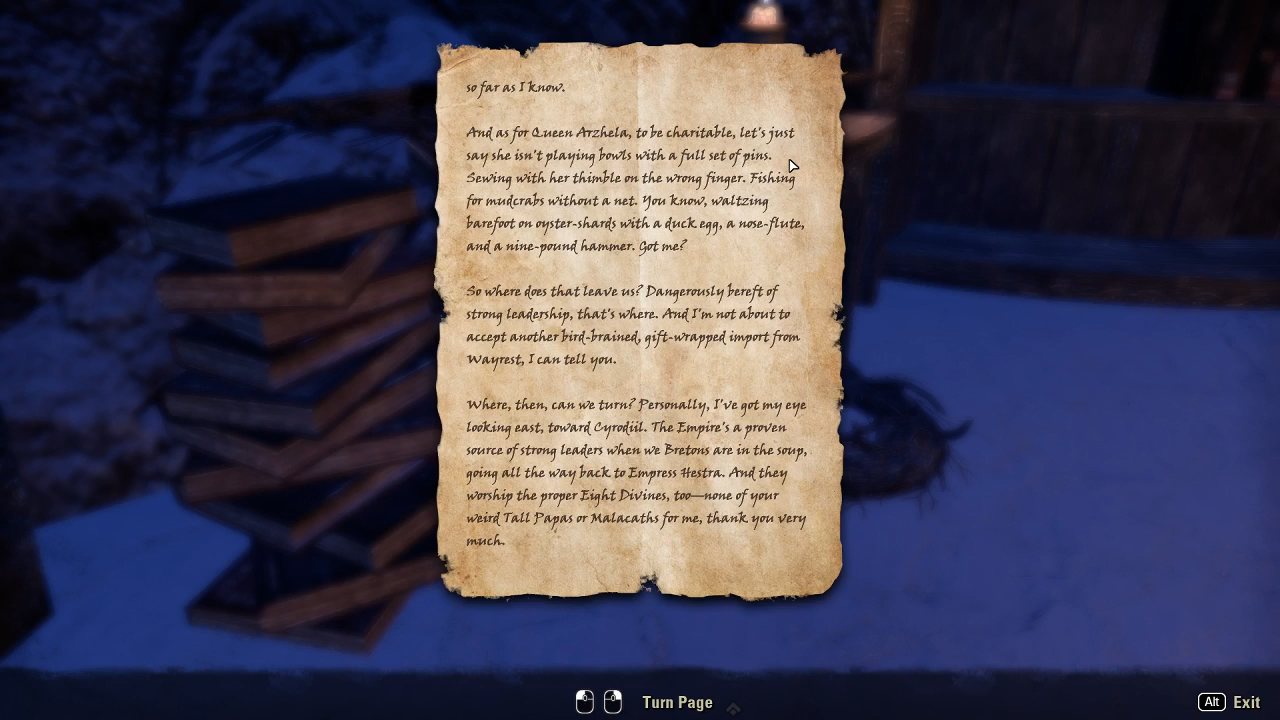 so far as I know.
And as for Queen Arzhela, to be charitable, let's just
say she isn't playing bowls with a full set of pins.
Sewing with her thimble on the wrong finger. Fishing
for mudcrabs without a net. You know, waltzing
barefoot on oyster-shards with a duck egg, a nose-flute,
and a nine-pound hammer. Got me?
So where does that leave us? Dangerously bereft of
strong leadership, that's where. And I'm not about to
accept another bird-brained, gift-wrapped import from
Wayrest, I can tell you.
Where, then, can we turn? Personally, I've got my eye
looking east, toward Cyrodiil. The Empire's a proven
source of strong leaders when we Bretons are in the soup,
going all the way back to Empress Hestra. And they
worship the proper Eight Divines, too—none of your
weird Tall Papas or Malacaths for me, thank you very
much.
Turn Page
Alt Exit